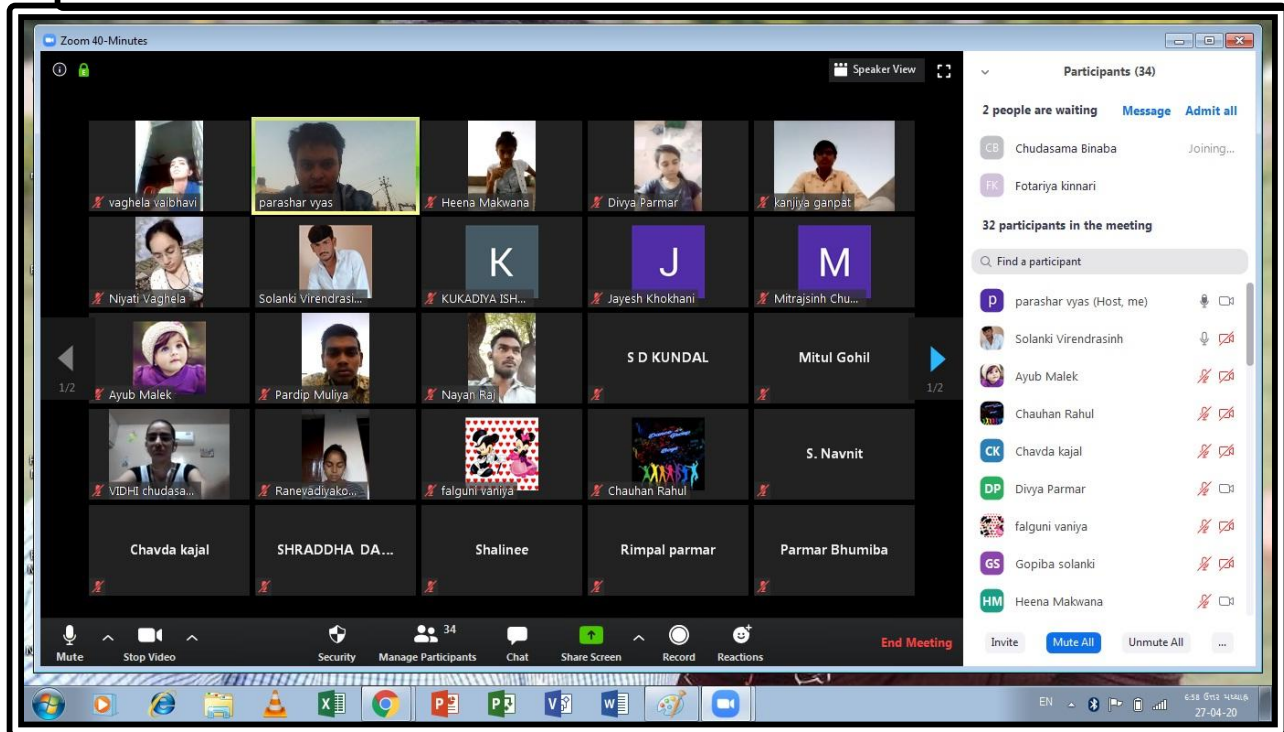 Zoom 40-Minutes
Speaker View
vaghela vaibhavi
parashar vyas
Heena Makwana
Divya Parmar
kanjiya ganpat
Niyati Vaghela
Solanki Virendrasi...
K
KUKADIYA ISH...
J
Jayesh Khokhani
M
Mitrajsinh Chu...
1/2
Ayub Malek
Pardip Muliya
Nayan Raj
S D KUNDAL
Mitul Gohil
1/2
VIDHI chudasa...
Ranevadiyako...
falguni vaniya
Chauhan Rahul
S. Navnit
Chavda kajal
SHRADDHA DA...
Shalinee
Rimpal parmar
Parmar Bhumiba
Mute
Stop Video
Security
34
Manage Participants
Chat
Share Screen
Record
Reactions
End Meeting
Participants (34)
2 people are waiting Message Admit all
CB Chudasama Binaba Joining...
FK Fotariya kinnari
32 participants in the meeting
Find a participant
p parashar vyas (Host, me)
Solanki Virendrasinh
Ayub Malek
Chauhan Rahul
CK Chavda kajal
DP Divya Parmar
falguni vaniya
GS Gopiba solanki
HM Heena Makwana
Invite Mute All Unmute All ...
EN
27-04-20